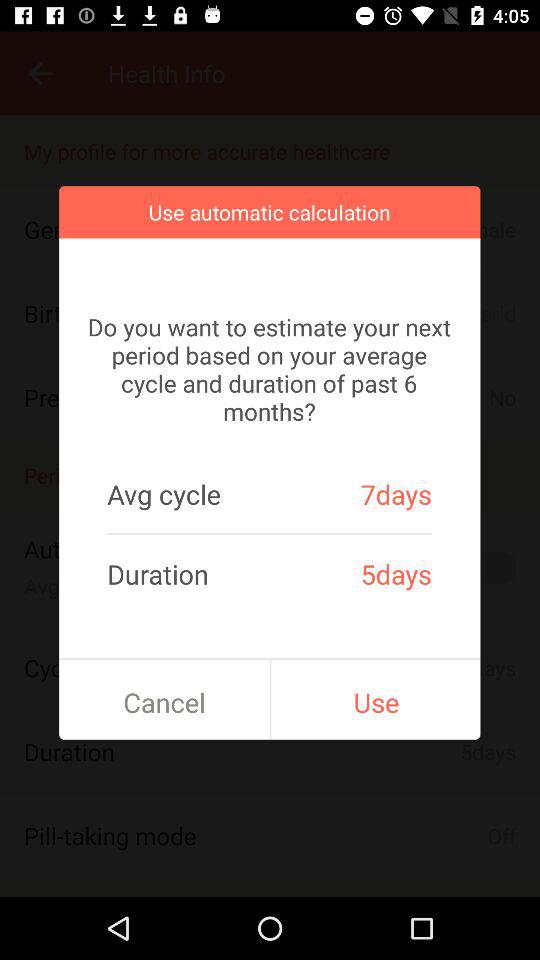 4:05
Health Info
My profile for more accurate healthcare
Use automatic calculation
Do you want to estimate your next
period based on your average
cycle and duration of past 6
months?
No
Avg cycle 7days
Duration 5days
Cancel Use
Duration 5days
Pill-taking mode Off